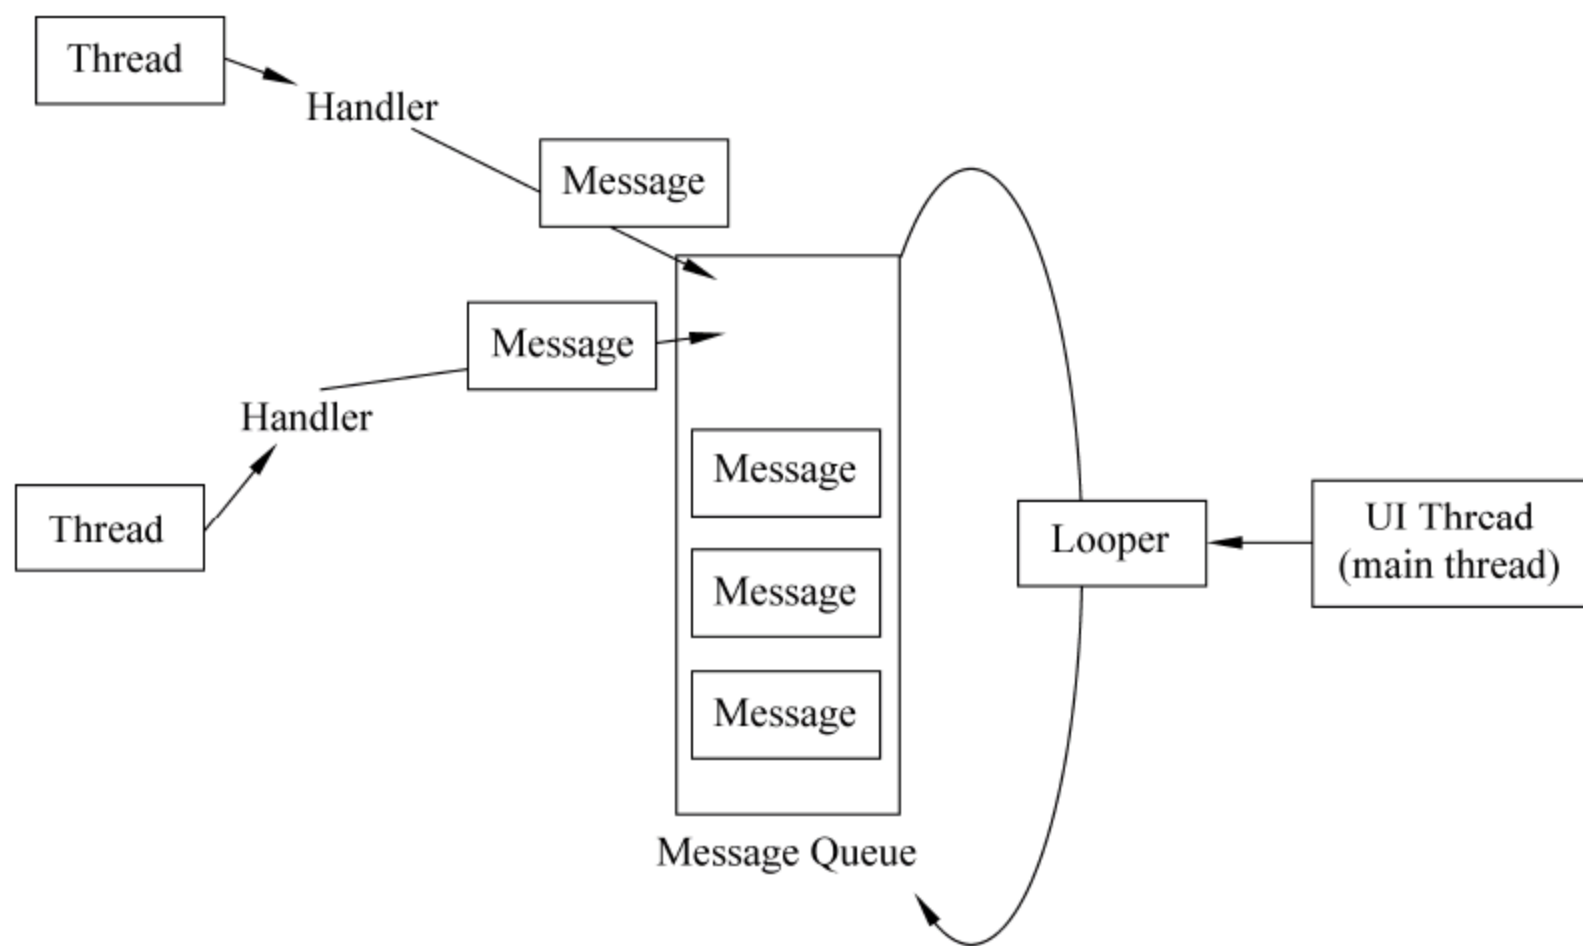 Thread
Handler
Message
Message
Handler
Thread
Message
Message
Message
Message Queue
Looper
UI Thread
(main thread)